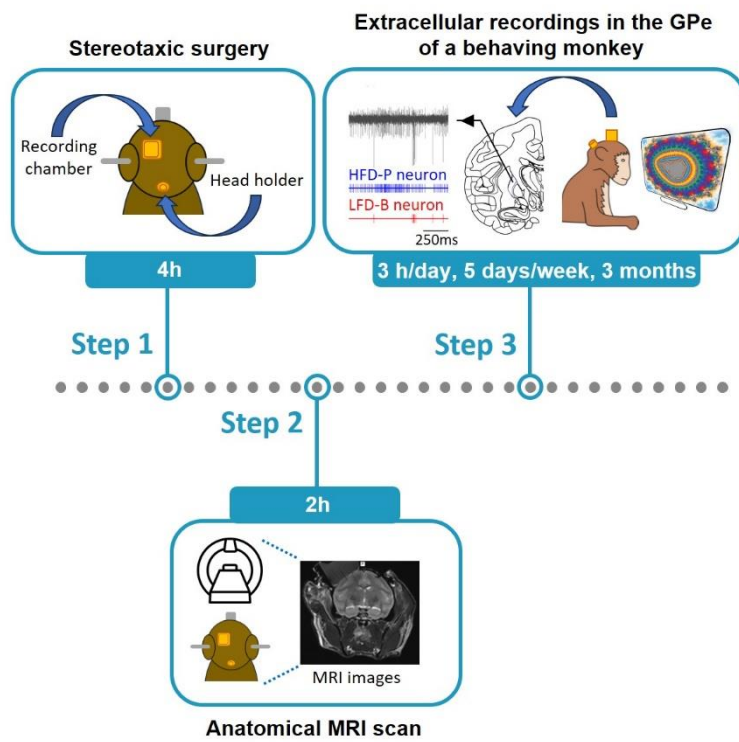 Stereotaxic surgery
Recording
chamber
Head holder
4h
Step 1
Extracellular recordings in the GPe
of a behaving monkey
HFD-P neuron
LFD-B neuron
250ms
3 h/day, 5 days/week, 3 months
Step 3
Step 2
2h
MRI images
Anatomical MRI scan